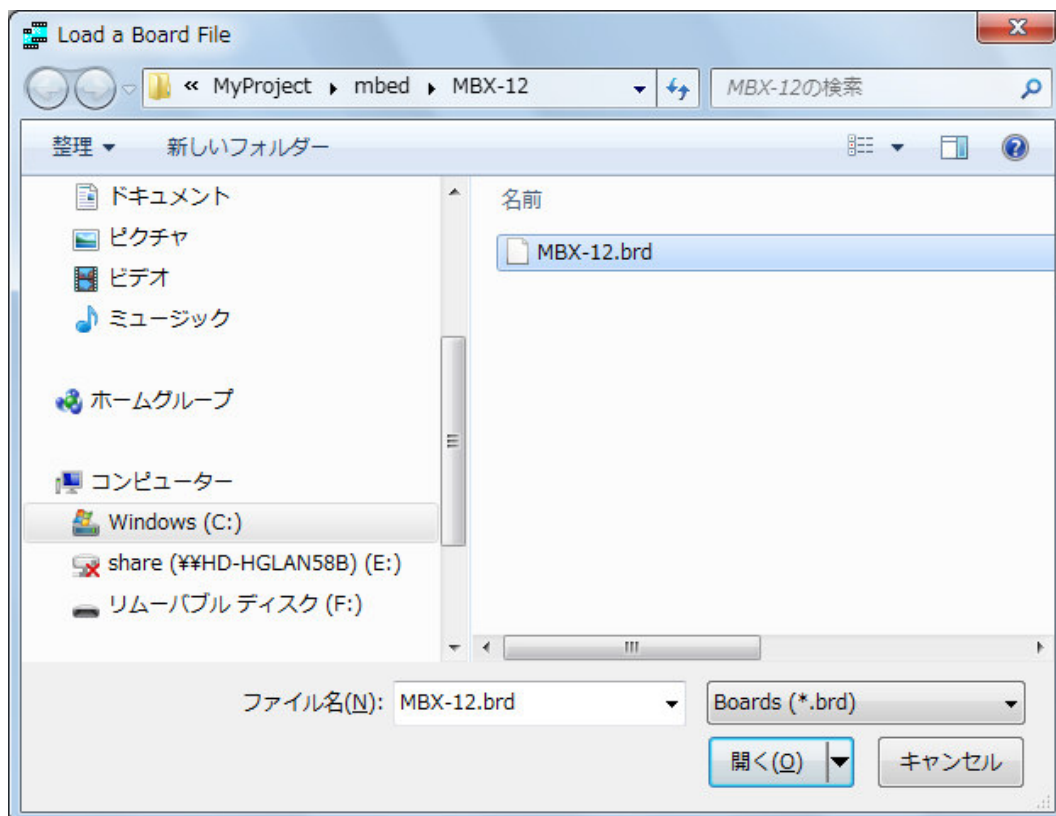 Load a Board File
« MyProject ▸ mbed ▸ MBX-12
MBX-12の検索
整理 ▼ 新しいフォルダー
ドキュメント
ピクチャ
ビデオ
ミュージック
ホームグループ
コンピューター
Windows (C:)
share (¥¥HD-HGLAN58B) (E:)
リムーバブル ディスク (F:)
名前
MBX-12.brd
ファイル名(N): MBX-12.brd
Boards (*.brd)
開く(O)
キャンセル